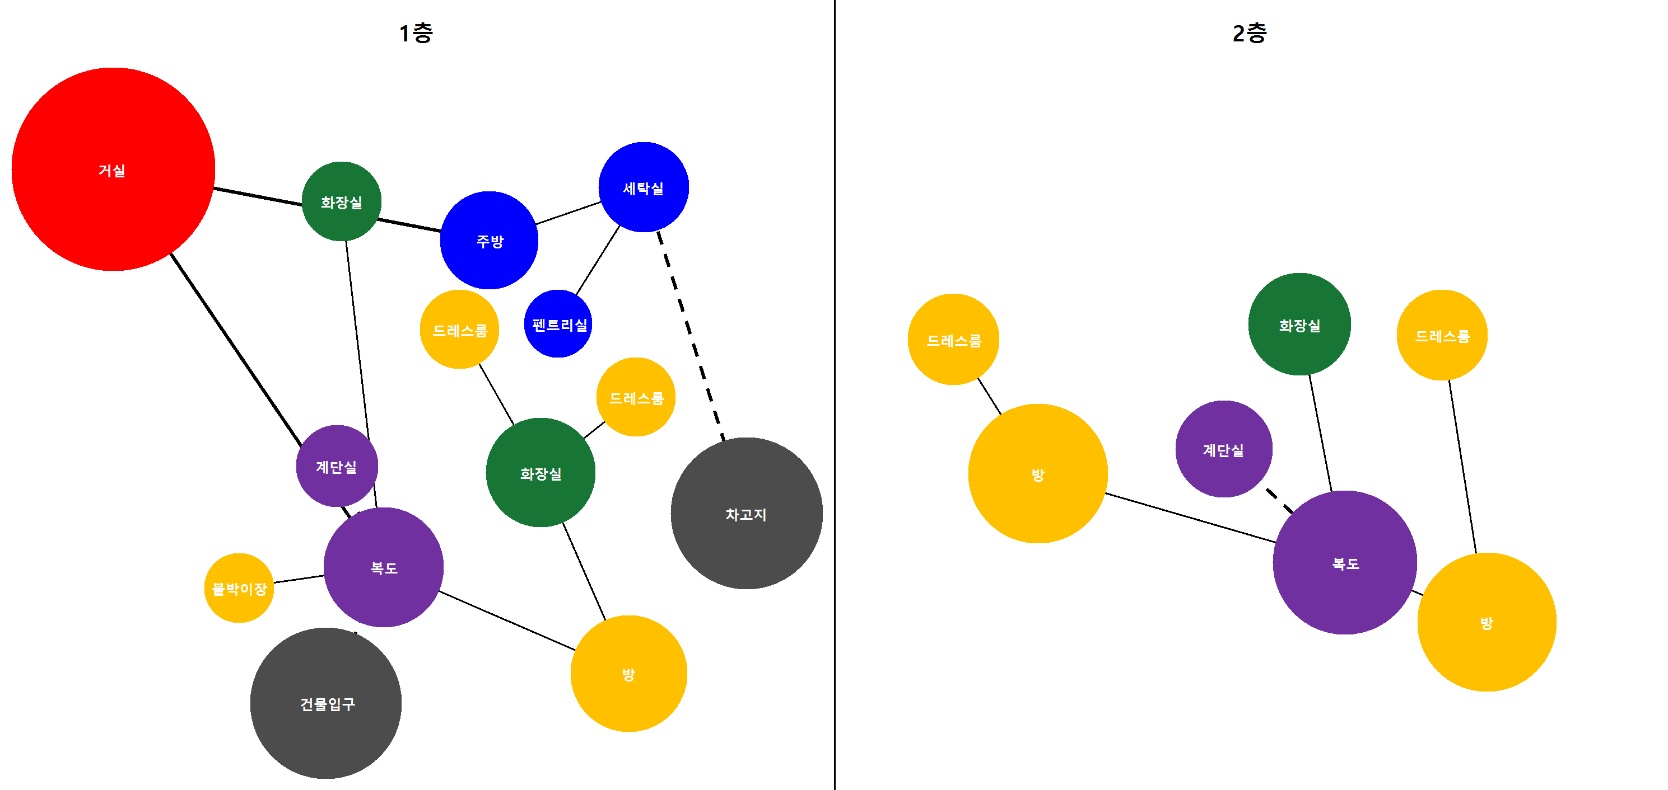 1층
거실
화장실
세탁실
주방
드레스룸
펜트리실
드레스룸
계단실
화장실
차고지
복도
붙박이장
방
건물입구
2층
드레스룸
화장실
드레스룸
계단실
방
복도
방